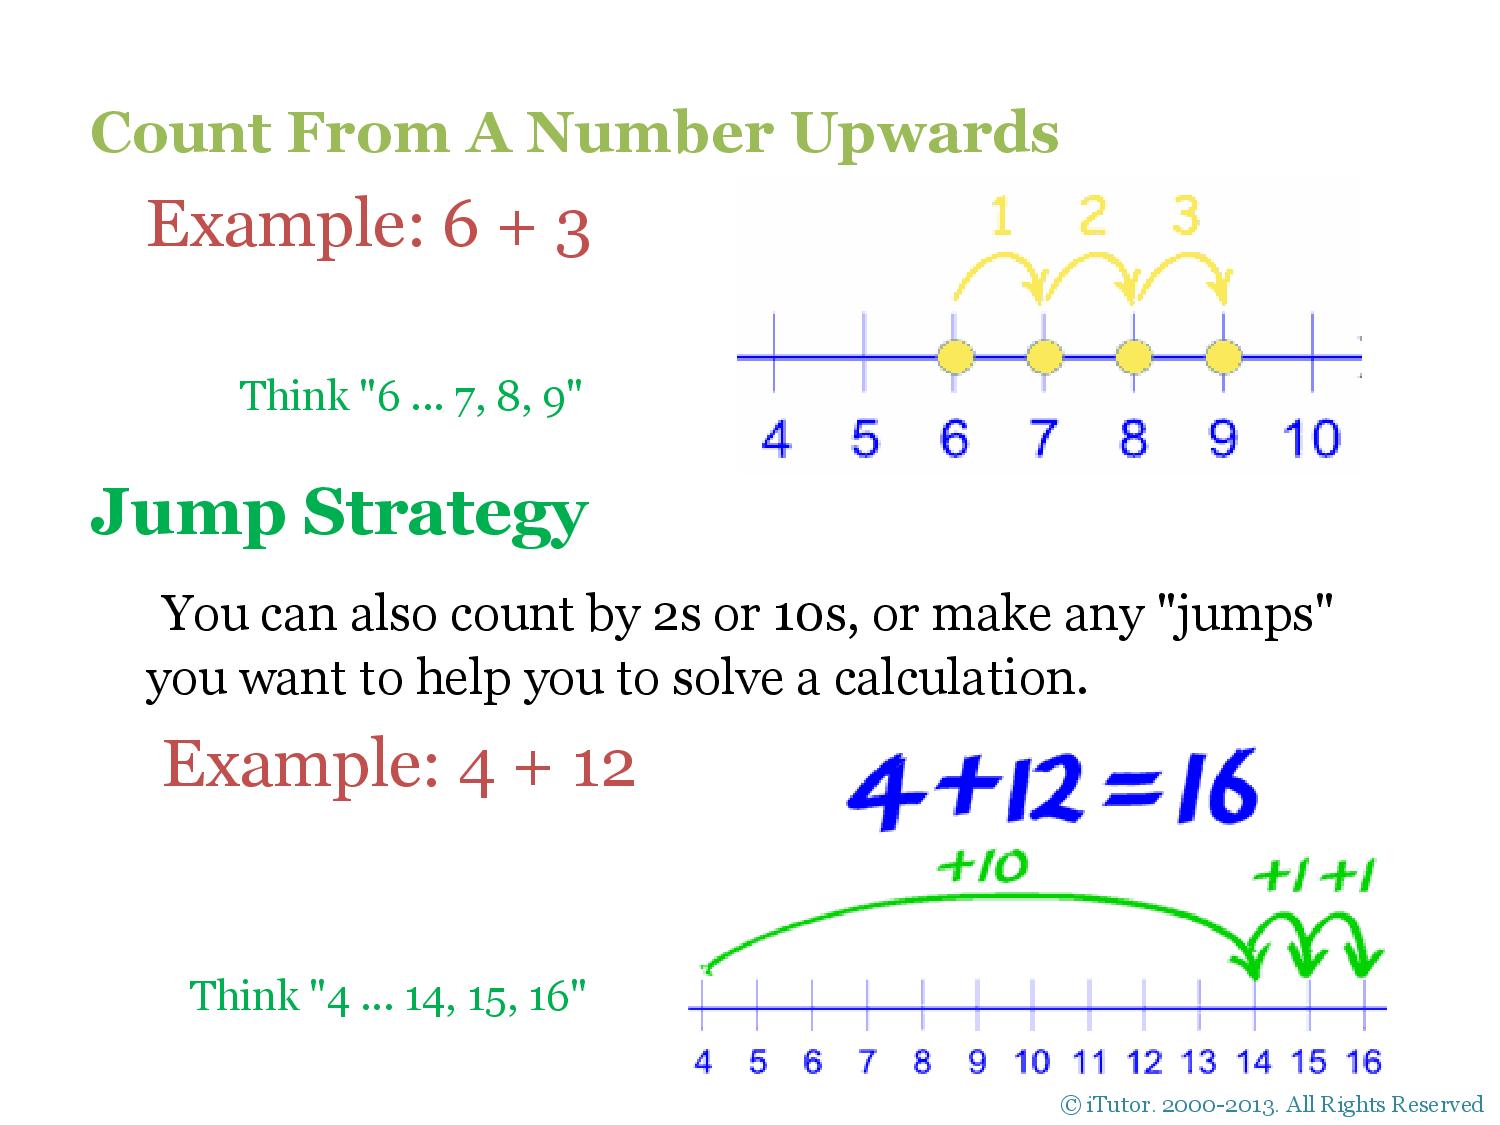 Count From A Number Upwards
Example: 6 + 3
1 2 3
Think "6 ... 7, 8, 9"
4 5 6 7 8 9 10
Jump Strategy
You can also count by 2s or 10s, or make any "jumps"
you want to help you to solve a calculation.
Example: 4 + 12
4+12=16
+10 +1 +1
Think "4 ... 14, 15, 16"
4 5 6 7 8 9 10 11 12 13 14 15 16
© iTutor. 2000-2013. All Rights Reserved